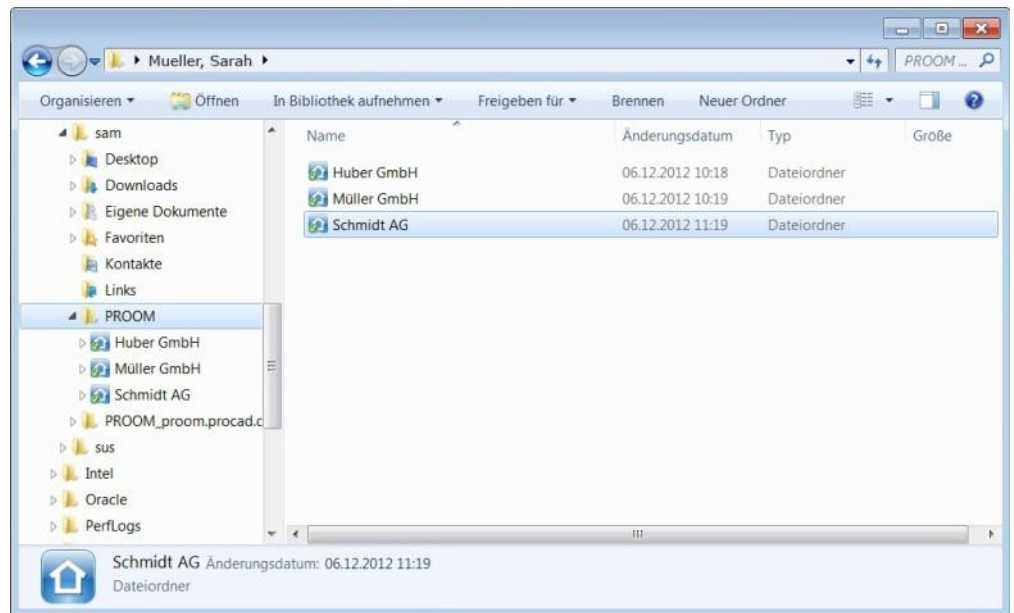 Mueller, Sarah
PROOM ...
Organisieren Öffnen In Bibliothek aufnehmen Freigeben für Brennen Neuer Ordner
sam
Desktop
Downloads
Eigene Dokumente
Favoriten
Kontakte
Links
PROOM
Huber GmbH
Müller GmbH
Schmidt AG
PROOM_proom.procad.c
sus
Intel
Oracle
PerfLogs
Name Änderungsdatum Typ Größe
Huber GmbH 06.12.2012 10:18 Dateiordner
Müller GmbH 06.12.2012 10:19 Dateiordner
Schmidt AG 06.12.2012 11:19 Dateiordner
Schmidt AG Änderungsdatum: 06.12.2012 11:19
Dateiordner